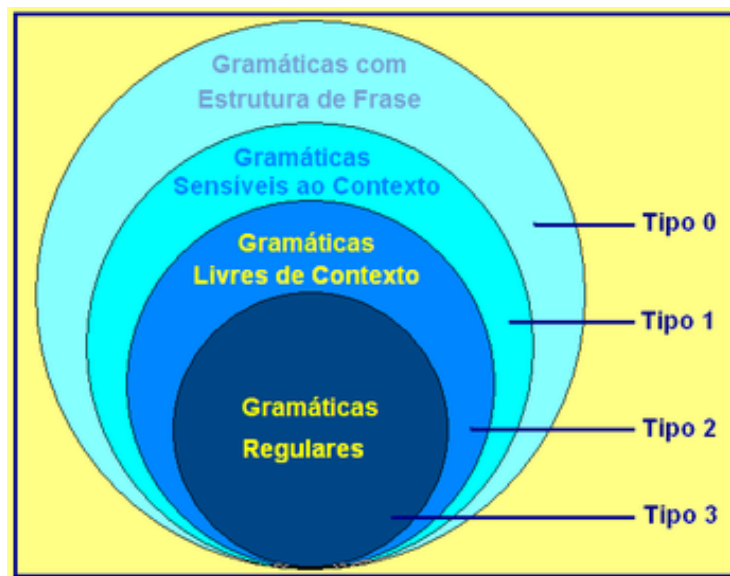 Gramáticas com
Estrutura de Frase
Gramáticas
Sensíveis ao Contexto
Gramáticas
Livres de Contexto
Gramáticas
Regulares
Tipo 0
Tipo 1
Tipo 2
Tipo 3